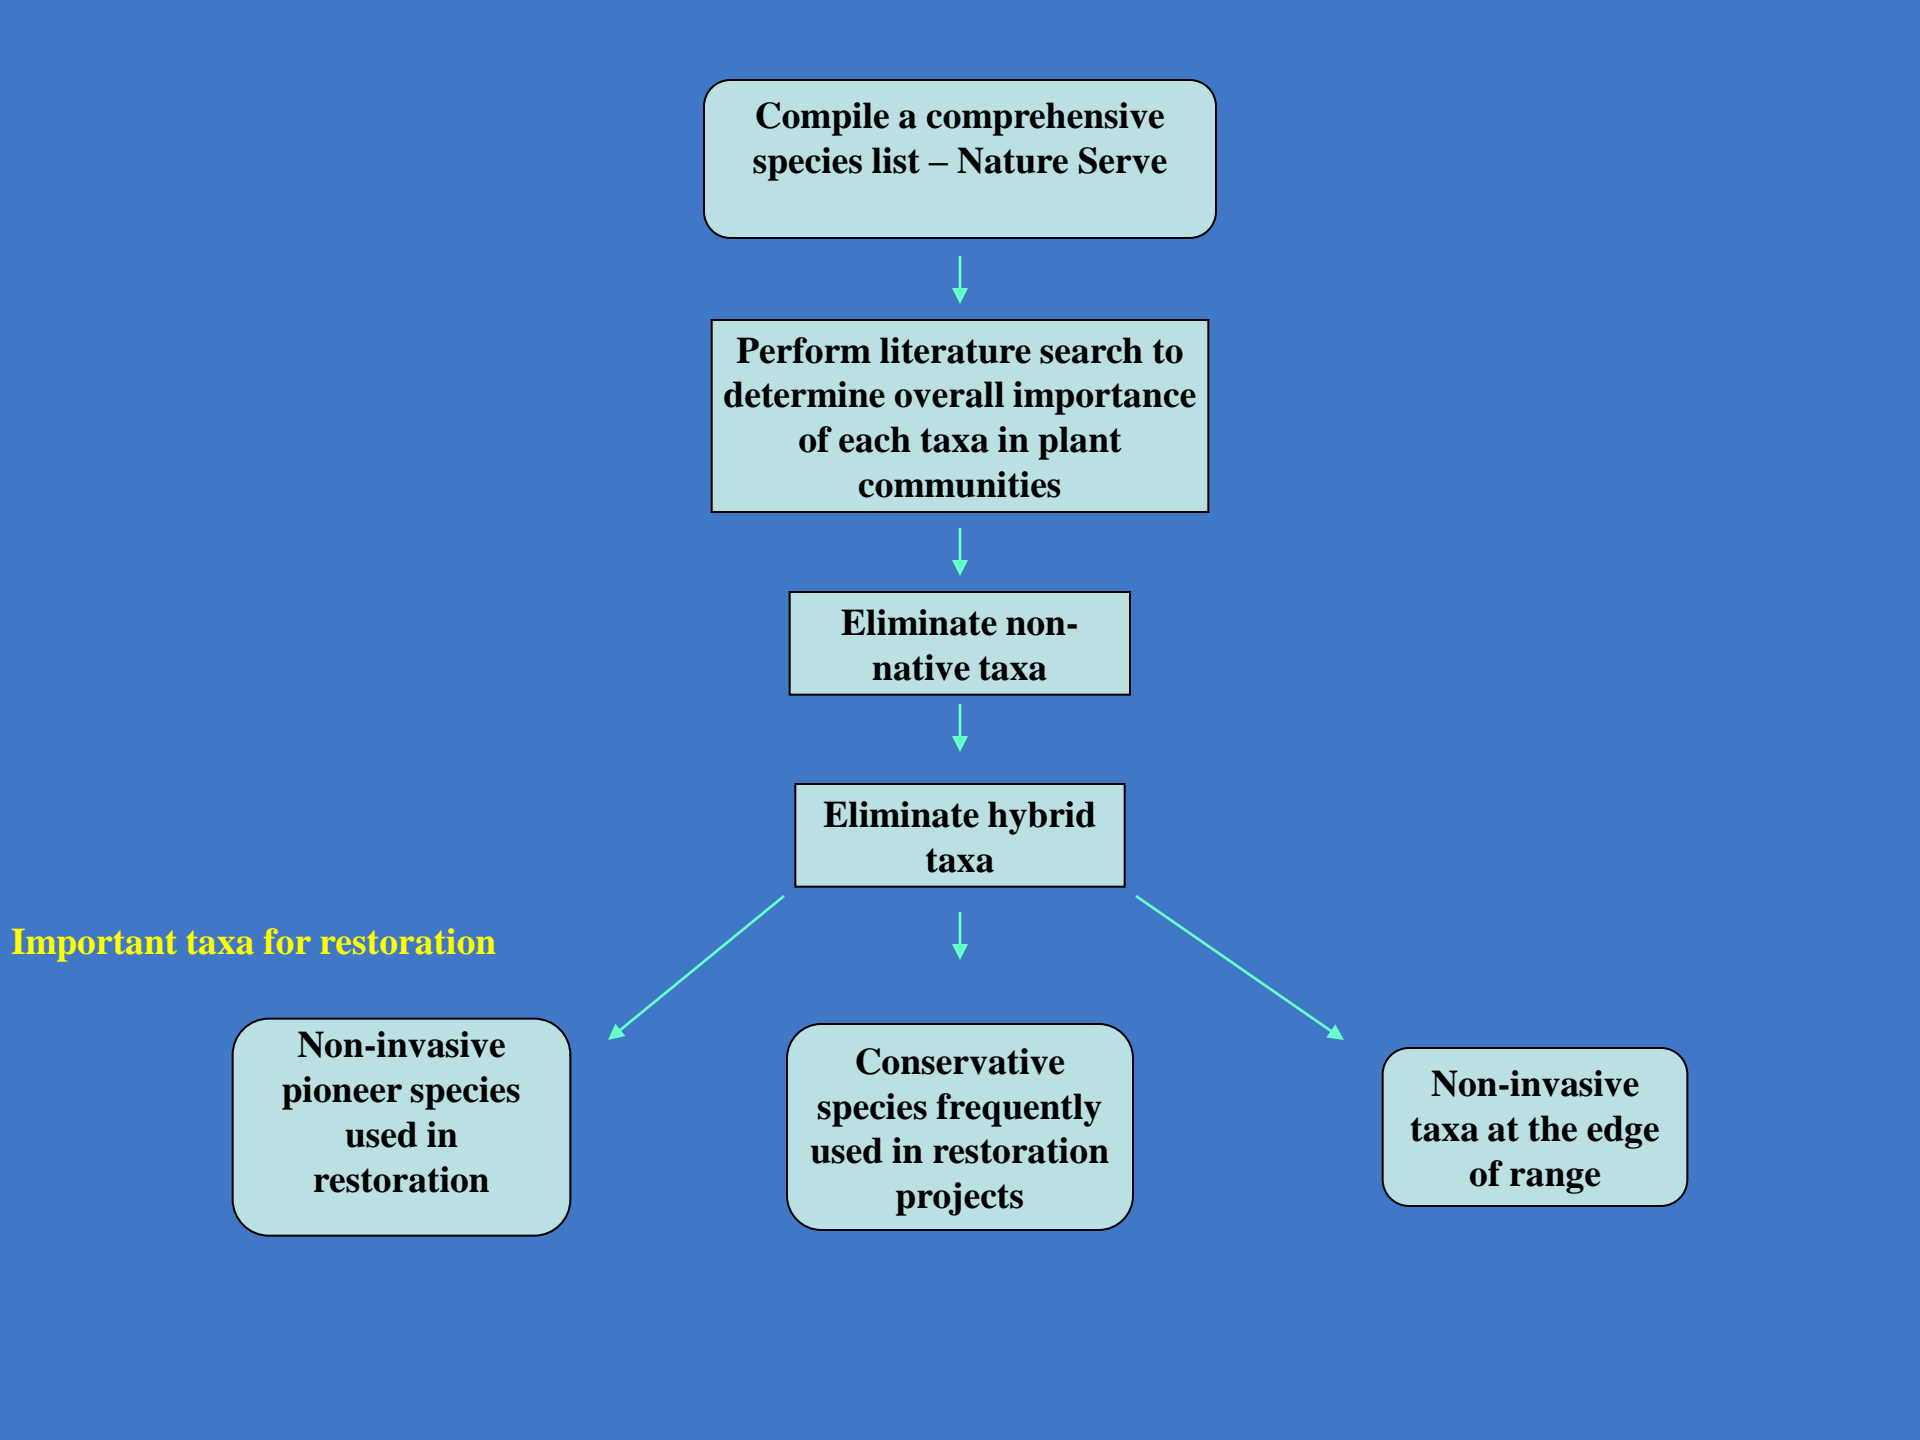 Compile a comprehensive
species list – Nature Serve
Perform literature search to
determine overall importance
of each taxa in plant
communities
Eliminate non-
native taxa
Eliminate hybrid
taxa
Important taxa for restoration
Non-invasive
pioneer species
used in
restoration
Conservative
species frequently
used in restoration
projects
Non-invasive
taxa at the edge
of range